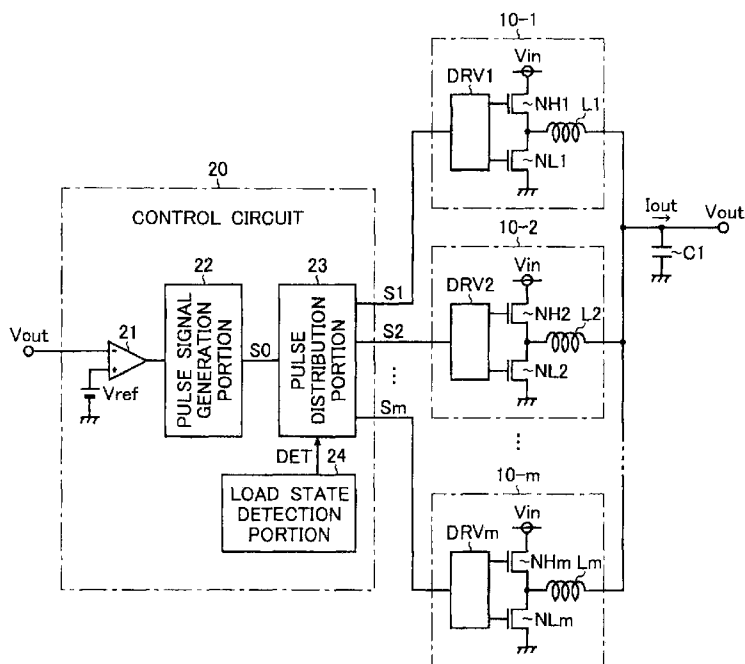 10-1
Vin
DRV1
NH1
L1
NL1
20
CONTROL CIRCUIT
22
23
Vout
21
PULSE SIGNAL
GENERATION
PORTION
S0
PULSE
DISTRIBUTION
PORTION
Vref
S1
S2
⋮
Sm
DET
24
LOAD STATE
DETECTION
PORTION
Iout
Vout
C1
10-2
Vin
DRV2
NH2
L2
NL2
⋮
10-m
Vin
DRVm
NHm
Lm
NLm